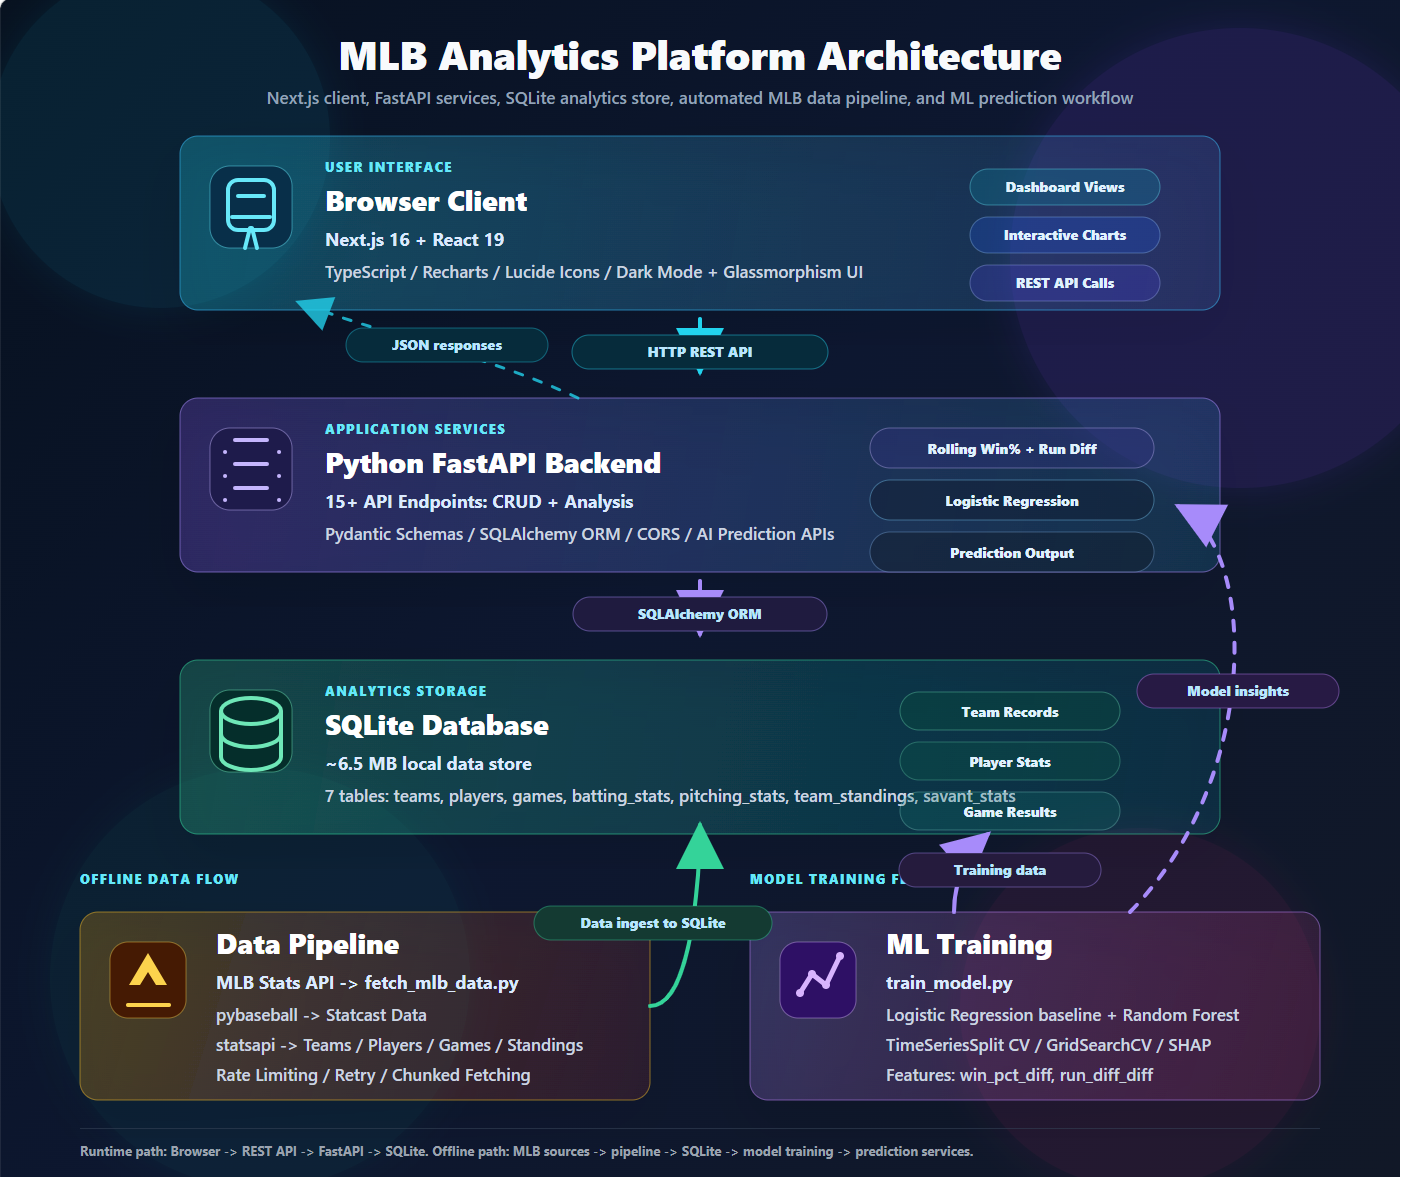 MLB Analytics Platform Architecture
Next.js client, FastAPI services, SQLite analytics store, automated MLB data pipeline, and ML prediction workflow
USER INTERFACE
Browser Client
Next.js 16 + React 19
TypeScript / Recharts / Lucide Icons / Dark Mode + Glassmorphism UI
Dashboard Views
Interactive Charts
REST API Calls
JSON responses
HTTP REST API
APPLICATION SERVICES
Python FastAPI Backend
15+ API Endpoints: CRUD + Analysis
Pydantic Schemas / SQLAlchemy ORM / CORS / AI Prediction APIs
Rolling Win% + Run Diff
Logistic Regression
Prediction Output
SQLAlchemy ORM
ANALYTICS STORAGE
SQLite Database
~6.5 MB local data store
7 tables: teams, players, games, batting_stats, pitching_stats, team_standings, savant_stats
Team Records
Player Stats
Game Results
Model insights
Training data
OFFLINE DATA FLOW
MODEL TRAINING
Data ingest to SQLite
Data Pipeline
MLB Stats API -> fetch_mlb_data.py
pybaseball -> Statcast Data
statsapi -> Teams / Players / Games / Standings
Rate Limiting / Retry / Chunked Fetching
ML Training
train_model.py
Logistic Regression baseline + Random Forest
TimeSeriesSplit CV / GridSearchCV / SHAP
Features: win_pct_diff, run_diff_diff
Runtime path: Browser -> REST API -> FastAPI -> SQLite. Offline path: MLB sources -> pipeline -> SQLite -> model training -> prediction services.